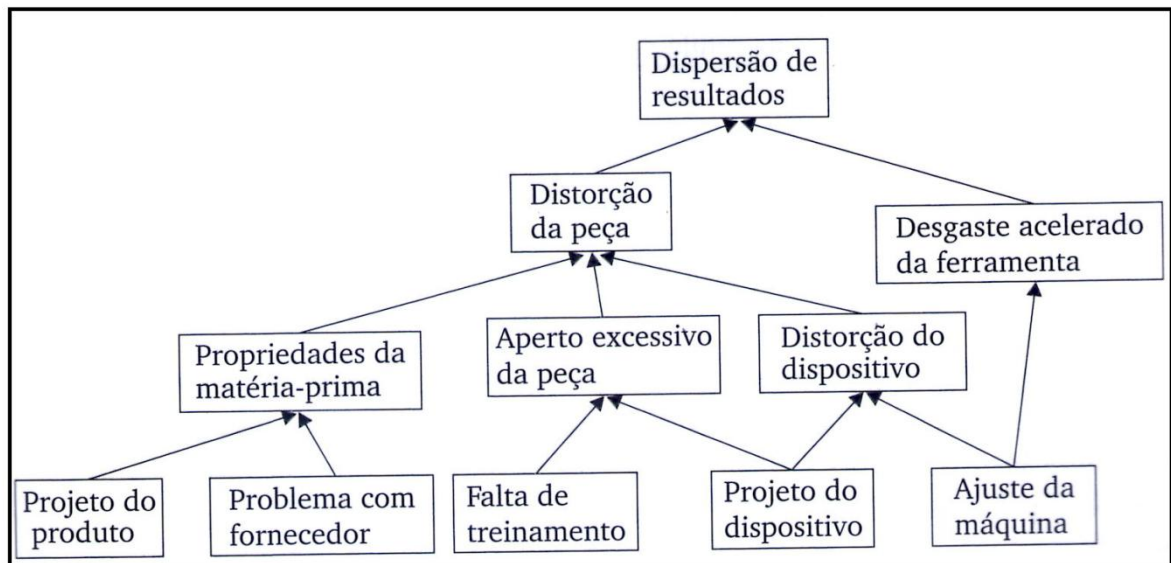 Dispersão de
resultados
Distorção
da peça
Desgaste acelerado
da ferramenta
Propriedades da
matéria-prima
Aperto excessivo
da peça
Distorção do
dispositivo
Projeto do
produto
Problema com
fornecedor
Falta de
treinamento
Projeto do
dispositivo
Ajuste da
máquina